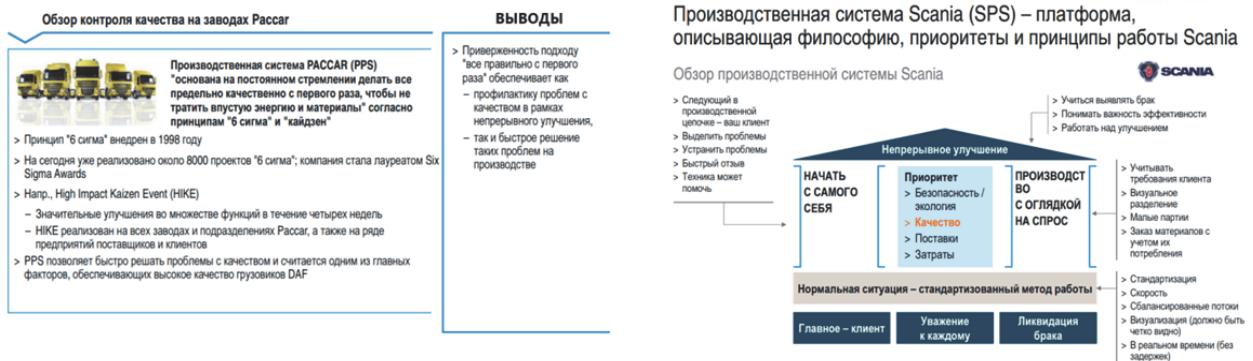 Обзор контроля качества на заводах Paccar
Производственная система PACCAR (PPS)
"основана на постоянном стремлении делать все
предельно качественно с первого раза, чтобы не
тратить впустую энергию и материалы" согласно
принципам "6 сигма" и "кайдзен"
> Принцип "6 сигма" внедрен в 1998 году
> На сегодня уже реализовано около 8000 проектов "6 сигма"; компания стала лауреатом Six
Sigma Awards
> Напр., High Impact Kaizen Event (HIKE)
– Значительные улучшения во множестве функций в течение четырех недель
– HIKE реализован на всех заводах и подразделениях Paccar, а также на ряде
предприятий поставщиков и клиентов
> PPS позволяет быстро решать проблемы с качеством и считается одним из главных
факторов, обеспечивающих высокое качество грузовиков DAF
ВЫВОДЫ
> Приверженность подходу
"все правильно с первого
раза" обеспечивает как
– профилактику проблем с
качеством в рамках
непрерывного улучшения,
– так и быстрое решение
таких проблем на
производстве
Производственная система Scania (SPS) – платформа,
описывающая философию, приоритеты и принципы работы Scania
Обзор производственной системы Scania
SCANIA
> Следующий в
производственной
цепочке – ваш клиент
> Выделить проблемы
> Устранить проблемы
> Быстрый отзыв
> Техника может
помочь
> Учиться выявлять брак
> Понимать важность эффективности
> Работать над улучшением
Непрерывное улучшение
НАЧАТЬ
С САМОГО
СЕБЯ
Приоритет
> Безопасность /
экология
> Качество
> Поставки
> Затраты
ПРОИЗВОДСТ
ВО
С ОГЛЯДКОЙ
НА СПРОС
> Учитывать
требования клиента
> Визуальное
разделение
> Малые партии
> Заказ материалов с
учетом их
потребления
Нормальная ситуация – стандартизованный метод работы
> Стандартизация
> Скорость
> Сбалансированные потоки
> Визуализация (должно быть
четко видно)
> В реальном времени (без
задержек)
Главное – клиент
Уважение
к каждому
Ликвидация
брака